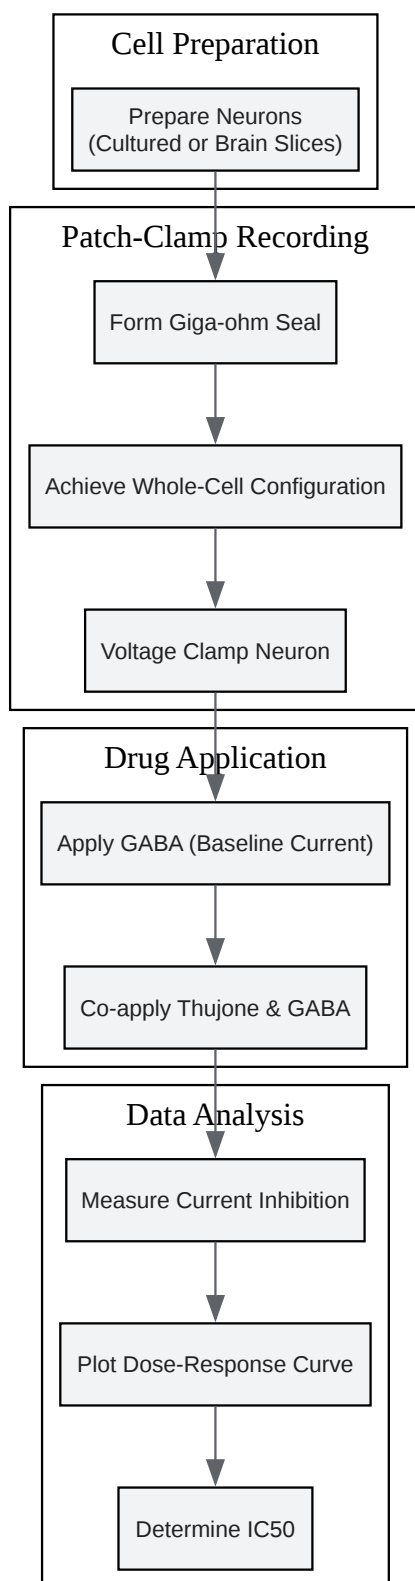 Cell Preparation
Prepare Neurons
(Cultured or Brain Slices)
Patch-Clamp Recording
Form Giga-ohm Seal
Achieve Whole-Cell Configuration
Voltage Clamp Neuron
Drug Application
Apply GABA (Baseline Current)
Co-apply Thujone & GABA
Data Analysis
Measure Current Inhibition
Plot Dose-Response Curve
Determine IC50